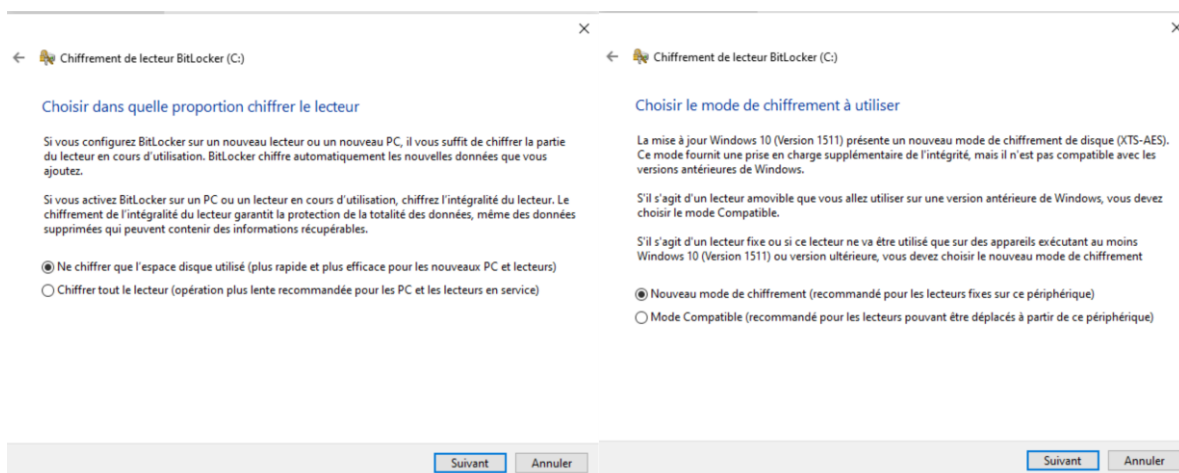 Chiffrement de lecteur BitLocker (C:)
Choisir dans quelle proportion chiffrer le lecteur
Si vous configurez BitLocker sur un nouveau lecteur ou un nouveau PC, il vous suffit de chiffrer la partie
du lecteur en cours d'utilisation. BitLocker chiffre automatiquement les nouvelles données que vous
ajoutez.
Si vous activez BitLocker sur un PC ou un lecteur en cours d'utilisation, chiffrez l'intégralité du lecteur. Le
chiffrement de l'intégralité du lecteur garantit la protection de la totalité des données, même des données
supprimées qui peuvent contenir des informations récupérables.
Ne chiffrer que l'espace disque utilisé (plus rapide et plus efficace pour les nouveaux PC et lecteurs)
Chiffrer tout le lecteur (opération plus lente recommandée pour les PC et les lecteurs en service)
Suivant
Annuler
Chiffrement de lecteur BitLocker (C:)
Choisir le mode de chiffrement à utiliser
La mise à jour Windows 10 (Version 1511) présente un nouveau mode de chiffrement de disque (XTS-AES).
Ce mode fournit une prise en charge supplémentaire de l'intégrité, mais il n'est pas compatible avec les
versions antérieures de Windows.
S'il s'agit d'un lecteur amovible que vous allez utiliser sur une version antérieure de Windows, vous devez
choisir le mode Compatible.
S'il s'agit d'un lecteur fixe ou si ce lecteur ne va être utilisé que sur des appareils exécutant au moins
Windows 10 (Version 1511) ou version ultérieure, vous devez choisir le nouveau mode de chiffrement
Nouveau mode de chiffrement (recommandé pour les lecteurs fixes sur ce périphérique)
Mode Compatible (recommandé pour les lecteurs pouvant être déplacés à partir de ce périphérique)
Suivant
Annuler